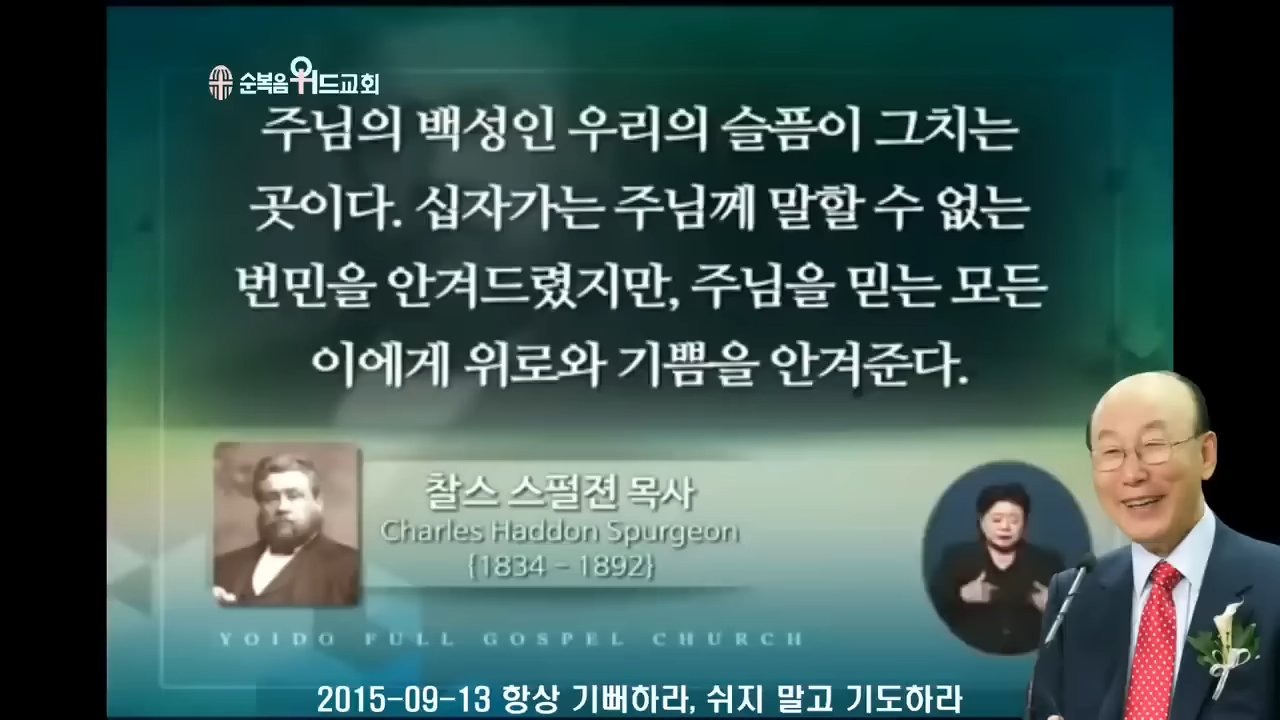 순복음워드교회
주님의 백성인 우리의 슬픔이 그치는
곳이다. 십자가는 주님께 말할 수 없는
번민을 안겨드렸지만, 주님을 믿는 모든
이에게 위로와 기쁨을 안겨준다.
찰스 스펄젼 목사
Charles Haddon Spurgeon
{1834 - 1892}
YOIDO FULL GOSPEL CHURCH
2015-09-13 항상 기뻐하라, 쉬지 말고 기도하라